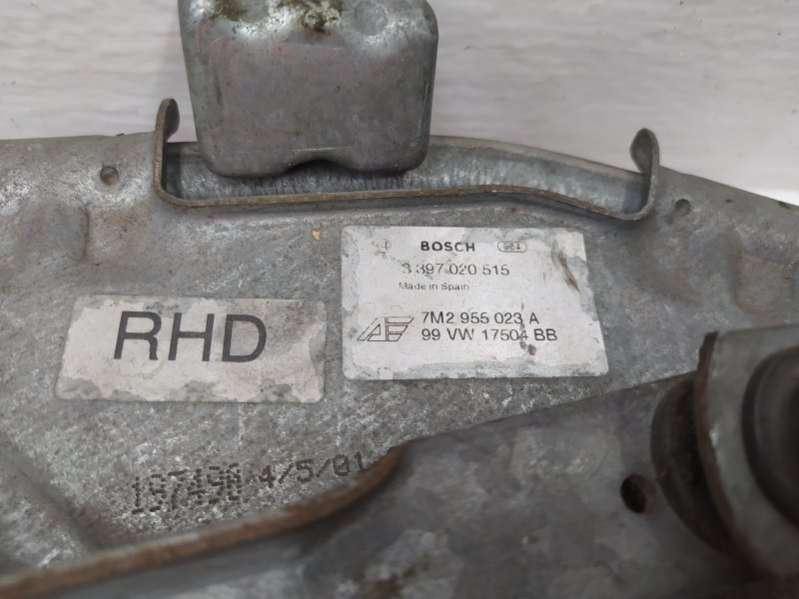 BOSCH
3 397 020 515
Made in Spain
7M2 955 023 A
99 VW 17504 BB
RHD
4/5/01